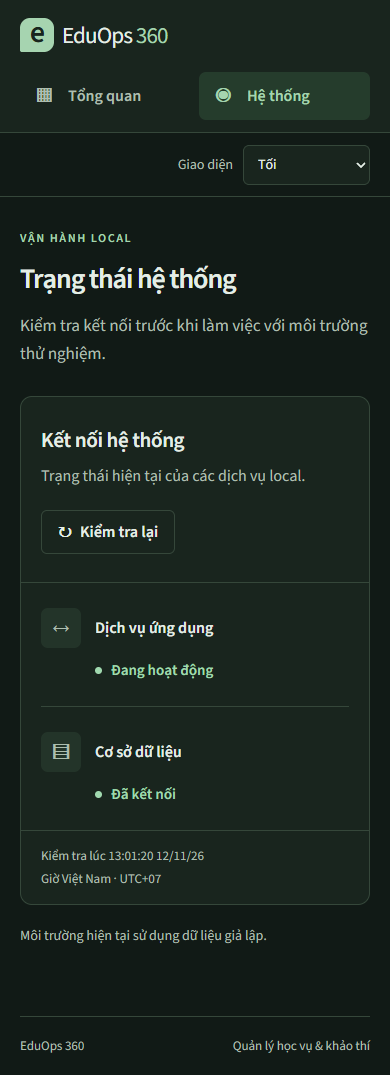 e EduOps 360
Tổng quan
Hệ thống
Giao diện
Tối
VẬN HÀNH LOCAL
Trạng thái hệ thống
Kiểm tra kết nối trước khi làm việc với môi trường
thử nghiệm.
Kết nối hệ thống
Trạng thái hiện tại của các dịch vụ local.
↻ Kiểm tra lại
Dịch vụ ứng dụng
Đang hoạt động
Cơ sở dữ liệu
Đã kết nối
Kiểm tra lúc 13:01:20 12/11/26
Giờ Việt Nam · UTC+07
Môi trường hiện tại sử dụng dữ liệu giả lập.
EduOps 360
Quản lý học vụ & khảo thí